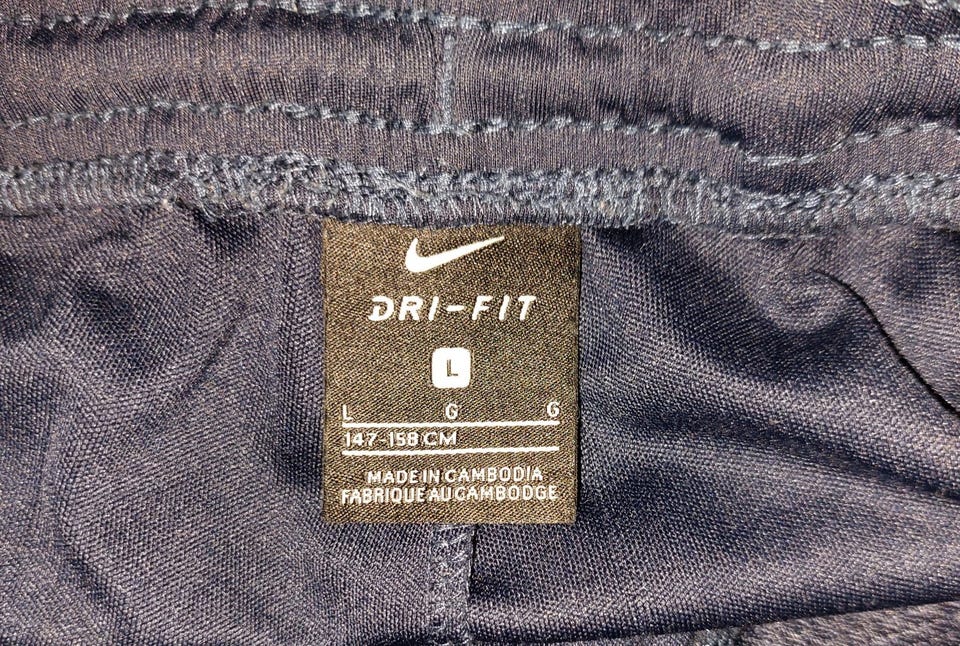 DRI-FIT
L
L G G
147-158 CM
MADE IN CAMBODIA
FABRIQUE AU CAMBODGE